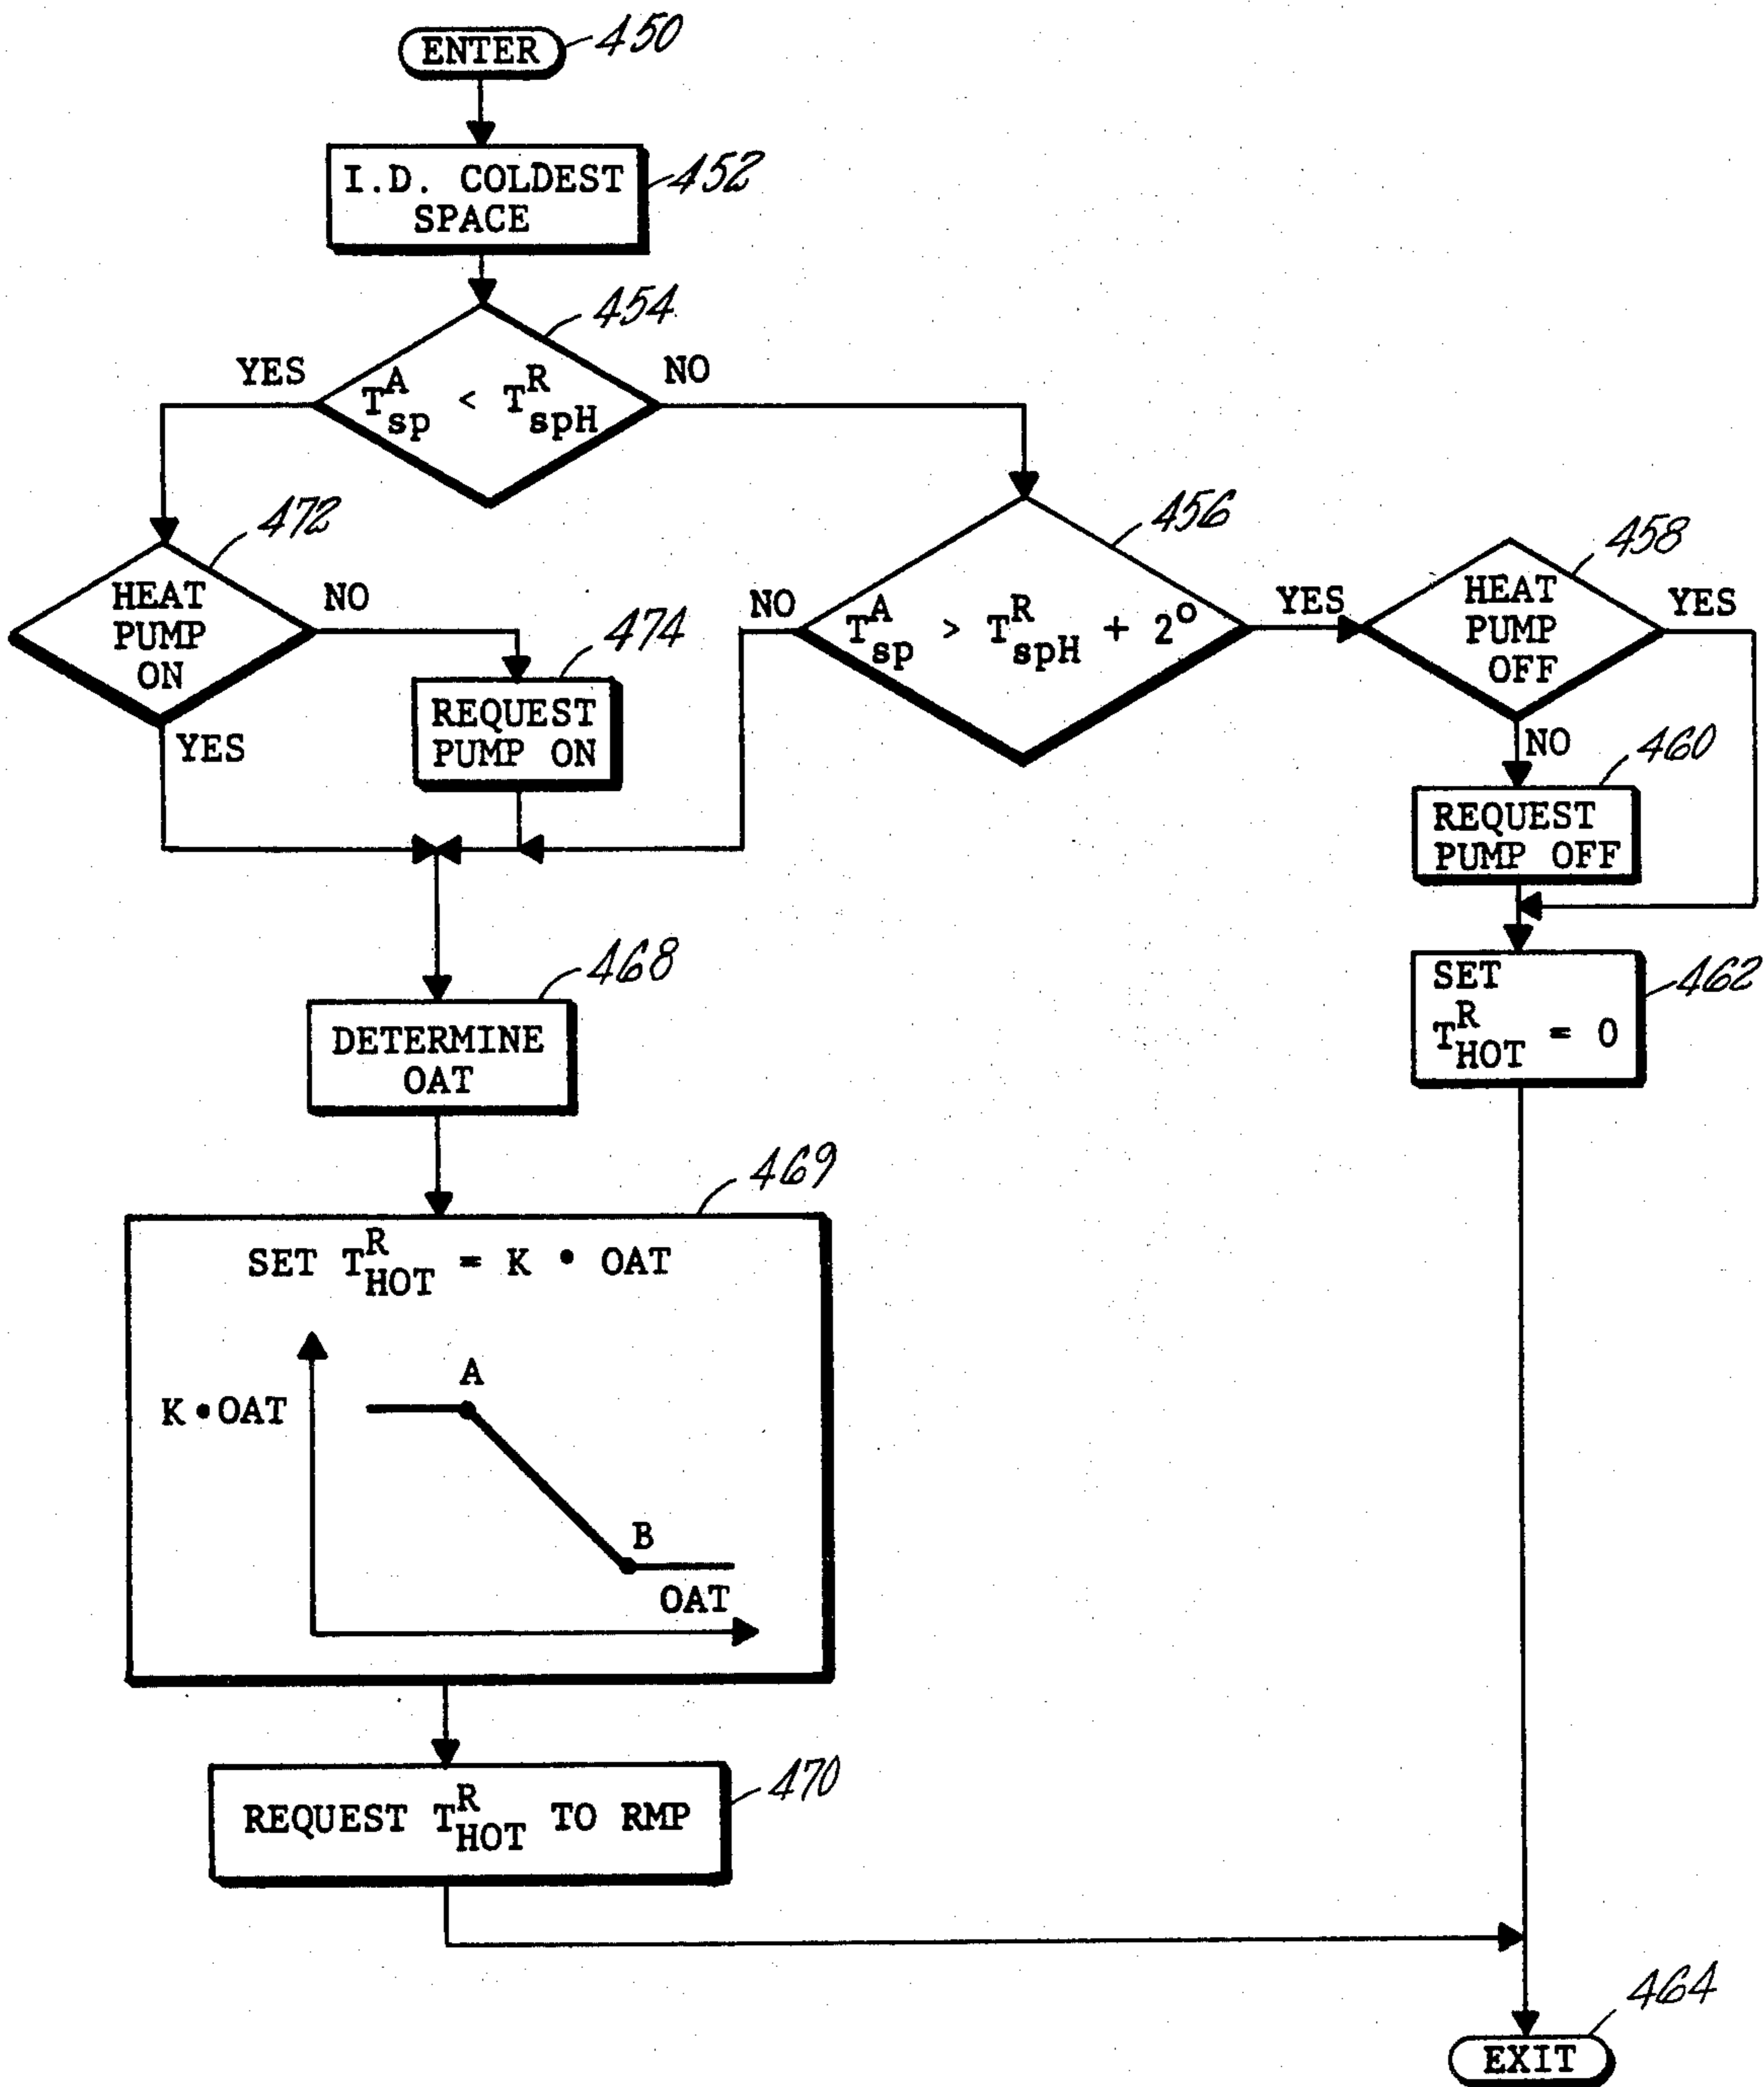 ENTER
450
I.D. COLDEST
SPACE
452
454
YES
T^A_sp < T^R_spH
NO
472
HEAT
PUMP
ON
NO
YES
474
REQUEST
PUMP ON
456
NO
T^A_sp > T^R_spH + 2°
YES
458
HEAT
PUMP
OFF
YES
NO
460
REQUEST
PUMP OFF
462
SET
T^R_HOT = 0
468
DETERMINE
OAT
469
SET T^R_HOT = K • OAT
A
K • OAT
B
OAT
470
REQUEST T^R_HOT TO RMP
464
EXIT